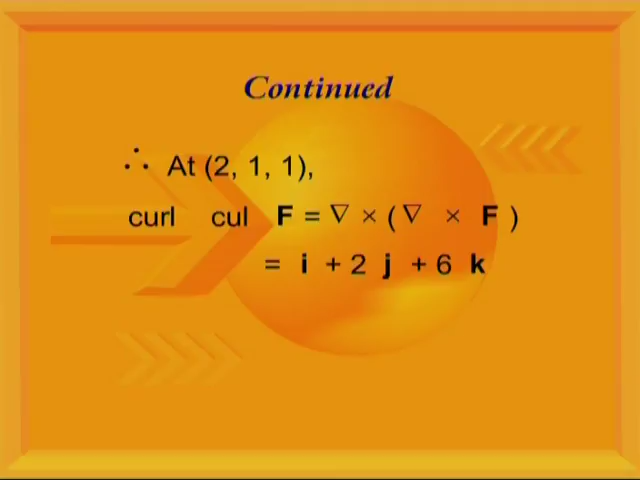 Continued
∴ At (2, 1, 1),
curl cul F = ∇ × ( ∇ × F )
= i + 2 j + 6 k